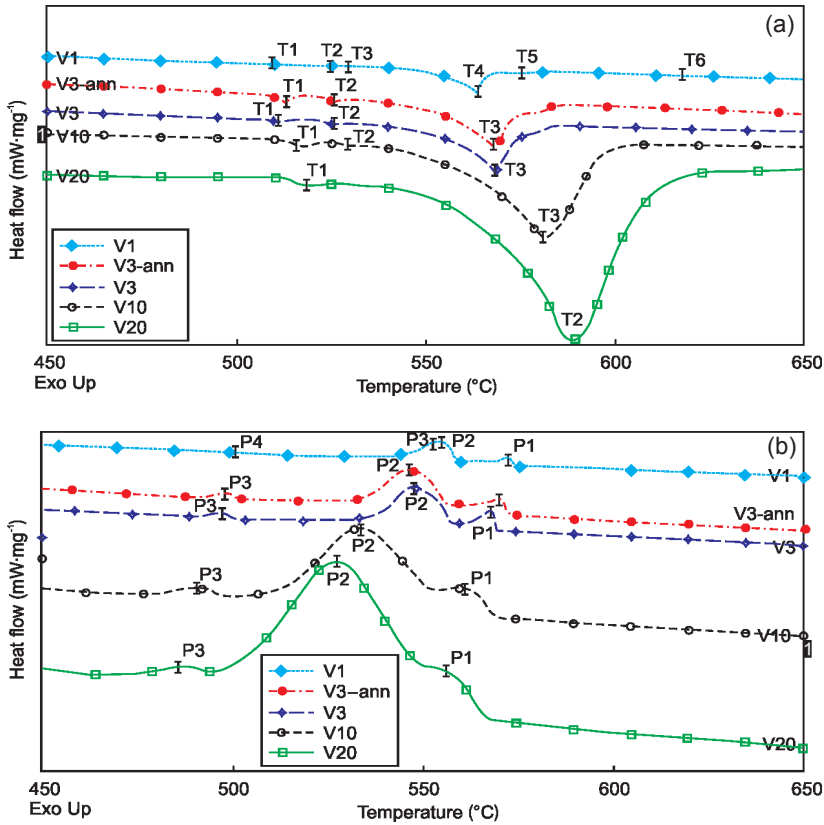 (a)
V1
T1
T2
T3
T4
T5
T6
V3-ann
T1
T2
T3
V3
T1
T2
T3
1
V10
T1
T2
T3
V20
T1
T2
Heat flow (mW·mg⁻¹)
V1
V3-ann
V3
V10
V20
450
500
550
600
650
Exo Up
Temperature (°C)
(b)
P4
P3
P2
P1
V1
P3
P2
V3-ann
P3
P2
P1
V3
P3
P2
P1
V10
1
P3
P2
P1
V20
Heat flow (mW·mg⁻¹)
V1
V3–ann
V3
V10
V20
450
500
550
600
650
Exo Up
Temperature (°C)